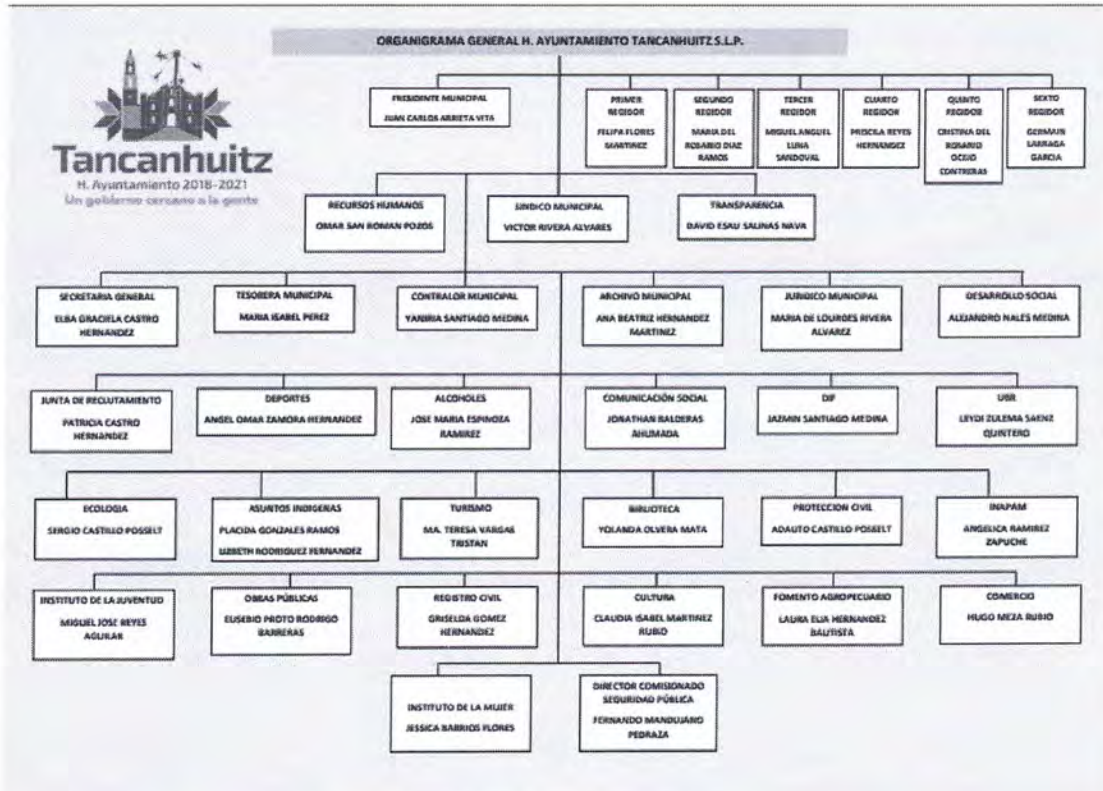 ORGANIGRAMA GENERAL H. AYUNTAMIENTO TANCANHUITZ S.L.P.
Tancanhuitz
H. Ayuntamiento 2018-2021
Un gobierno cercano a la gente
PRESIDENTE MUNICIPAL
JUAN CARLOS ARRIETA VITA
PRIMER
REGIDOR
FELIPA FLORES
MARTINEZ
SEGUNDO
REGIDOR
MARIA DEL
ROSARIO DIAZ
RAMOS
TERCER
REGIDOR
MIGUEL ANGUEL
LUNA
SANDOVAL
CUARTO
REGIDOR
PRISCILA REYES
HERNANDEZ
QUINTO
REGIDOR
CRISTINA DEL
ROSARIO
OCEJO
CONTRERAS
SEXTO
REGIDOR
GERMAIN
LARRAGA
GARCIA
RECURSOS HUMANOS
OMAR SAN ROMAN POZOS
SINDICO MUNICIPAL
VICTOR RIVERA ALVARES
TRANSPARENCIA
DAVID ESAU SALINAS NAVA
SECRETARIA GENERAL
ELBA GRACIELA CASTRO
HERNANDEZ
TESORERA MUNICIPAL
MARIA ISABEL PEREZ
CONTRALOR MUNICIPAL
YANIRIA SANTIAGO MEDINA
ARCHIVO MUNICIPAL
ANA BEATRIZ HERNANDEZ
MARTINEZ
JURÍDICO MUNICIPAL
MARIA DE LOURDES RIVERA
ALVAREZ
DESARROLLO SOCIAL
ALEJANDRO NALES MEDINA
JUNTA DE RECLUTAMIENTO
PATRICIA CASTRO
HERNANDEZ
DEPORTES
ANGEL OMAR ZAMORA HERNANDEZ
ALCOHOLES
JOSE MARIA ESPINOZA
RAMIREZ
COMUNICACIÓN SOCIAL
JONATHAN BALDERAS
AHUMADA
DIF
JAZMIN SANTIAGO MEDINA
UBR
LEYDI ZULEMA SAENZ
QUINTERO
ECOLOGIA
SERGIO CASTILLO POSSELT
ASUNTOS INDIGENAS
PLACIDA GONZALES RAMOS
LIZBETH RODRIGUEZ FERNANDEZ
TURISMO
MA. TERESA VARGAS
TRISTAN
BIBLIOTECA
YOLANDA OLVERA MATA
PROTECCION CIVIL
ADAUTO CASTILLO POSSELT
INAPAM
ANGELICA RAMIREZ
ZAPUCHE
INSTITUTO DE LA JUVENTUD
MIGUEL JOSE REYES
AGUILAR
OBRAS PÚBLICAS
EUSEBIO PROTO RODRIGO
BARRERAS
REGISTRO CIVIL
GRISELDA GOMEZ
HERNANDEZ
CULTURA
CLAUDIA ISABEL MARTINEZ
RUBIO
FOMENTO AGROPECUARIO
LAURA ELIA HERNANDEZ
BAUTISTA
COMERCIO
HUGO MEZA RUBIO
INSTITUTO DE LA MUJER
JESSICA BARRIOS FLORES
DIRECTOR COMISIONADO
SEGURIDAD PÚBLICA
FERNANDO MANDUJANO
PEDRAZA